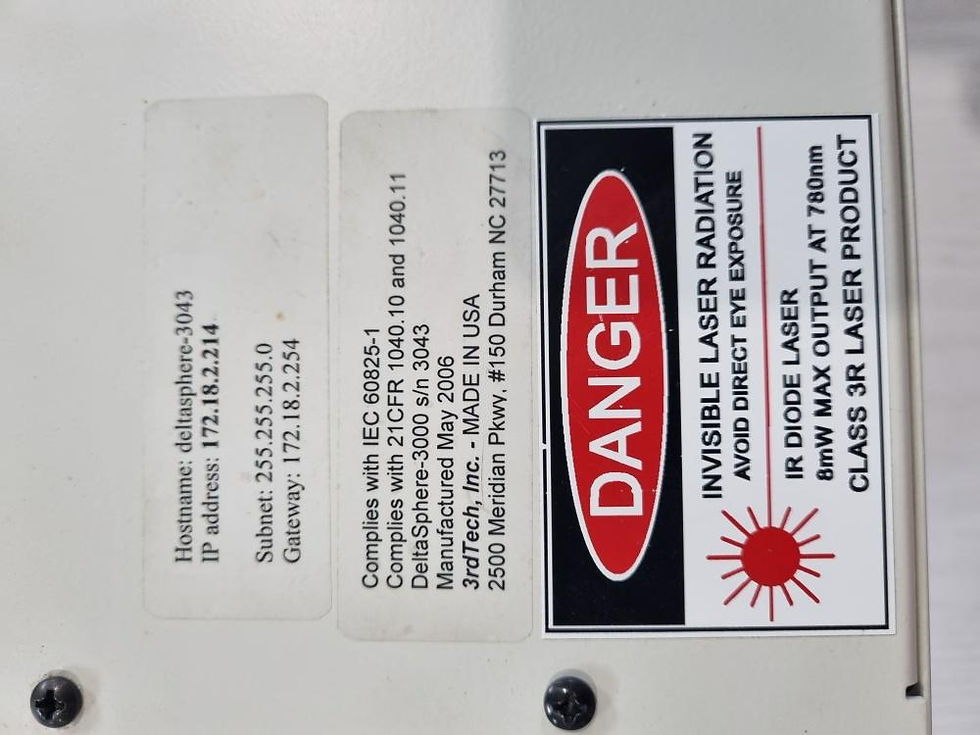 Hostname: deltasphere-3043
IP address: 172.18.2.214
Subnet: 255.255.255.0
Gateway: 172.18.2.254
Complies with IEC 60825-1
Complies with 21CFR 1040.10 and 1040.11
DeltaSphere-3000 s/n 3043
Manufactured May 2006
3rdTech, Inc. - MADE IN USA
2500 Meridian Pkwy, #150 Durham NC 27713
DANGER
INVISIBLE LASER RADIATION
AVOID DIRECT EYE EXPOSURE
IR DIODE LASER
8mW MAX OUTPUT AT 780nm
CLASS 3R LASER PRODUCT